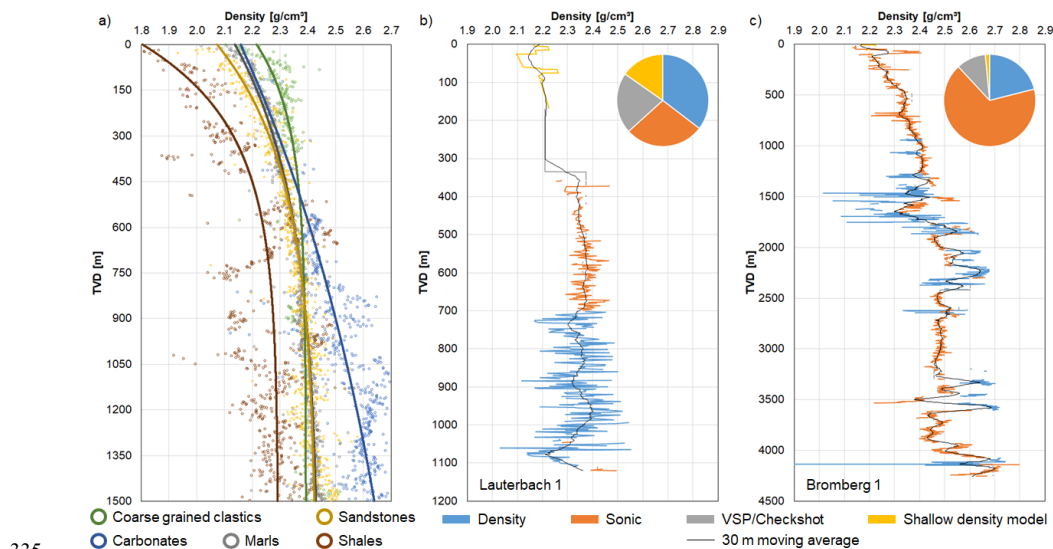 a)
Density [g/cm³]
1.8 1.9 2.0 2.1 2.2 2.3 2.4 2.5 2.6 2.7
0
150
300
450
600
750
900
1050
1200
1350
1500
TVD [m]
b)
Density [g/cm³]
1.9 2.0 2.1 2.2 2.3 2.4 2.5 2.6 2.7 2.8 2.9
0
100
200
300
400
500
600
700
800
900
1000
1100
1200
TVD [m]
Lauterbach 1
c)
Density [g/cm³]
1.9 2.0 2.1 2.2 2.3 2.4 2.5 2.6 2.7 2.8 2.9
0
500
1000
1500
2000
2500
3000
3500
4000
4500
TVD [m]
Bromberg 1
Coarse grained clastics Sandstones
Carbonates Marls Shales
Density Sonic VSP/Checkshot Shallow density model
30 m moving average